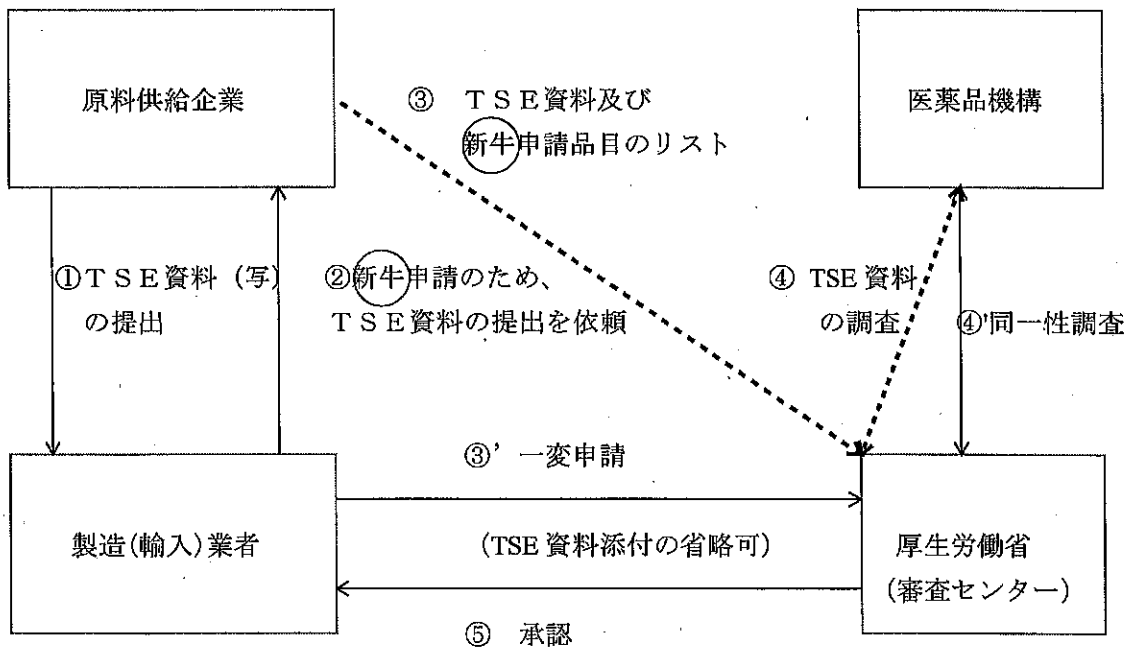 原料供給企業
③ ＴＳＥ資料及び
新牛申請品目のリスト
医薬品機構
①ＴＳＥ資料（写）
の提出
②新牛申請のため、
ＴＳＥ資料の提出を依頼
④ TSE 資料
の調査
④'同一性調査
③’ 一変申請
製造(輸入)業者
(TSE 資料添付の省略可)
厚生労働省
(審査センター)
⑤ 承認